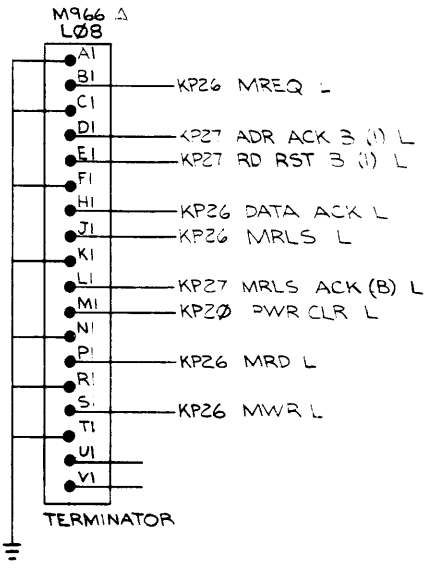 M966 Δ
LØ8
A1
B1 KP26 MREQ L
C1
D1 KP27 ADR ACK B (1) L
E1 KP27 RD RST B (1) L
F1
H1 KP26 DATA ACK L
J1 KP26 MRLS L
K1
L1 KP27 MRLS ACK (B) L
M1 KP2Ø PWR CLR L
N1
P1 KP26 MRD L
R1
S1 KP26 MWR L
T1
U1
V1
TERMINATOR